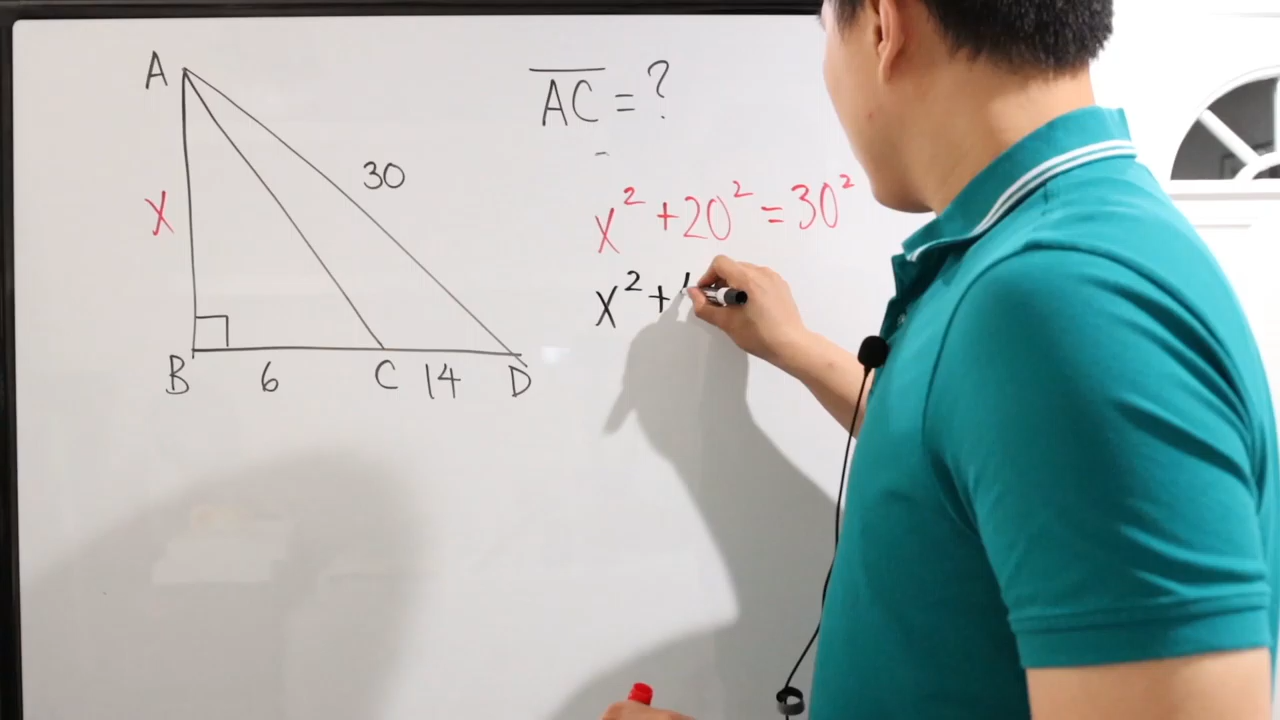 A
X
30
B 6 C 14 D
AC = ?
X² + 20² = 30²
X² +